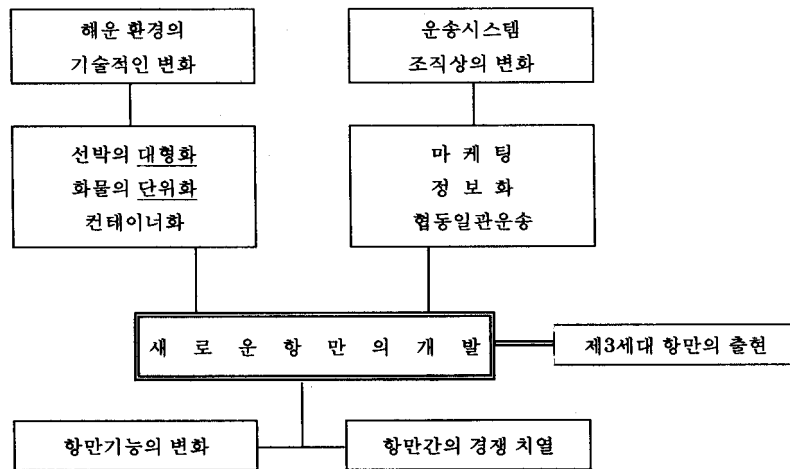 해운 환경의
기술적인 변화
운송시스템
조직상의 변화
선박의 대형화
화물의 단위화
컨테이너화
마 케 팅
정 보 화
협동일관운송
새 로 운 항 만 의 개 발
제3세대 항만의 출현
항만기능의 변화
항만간의 경쟁 치열